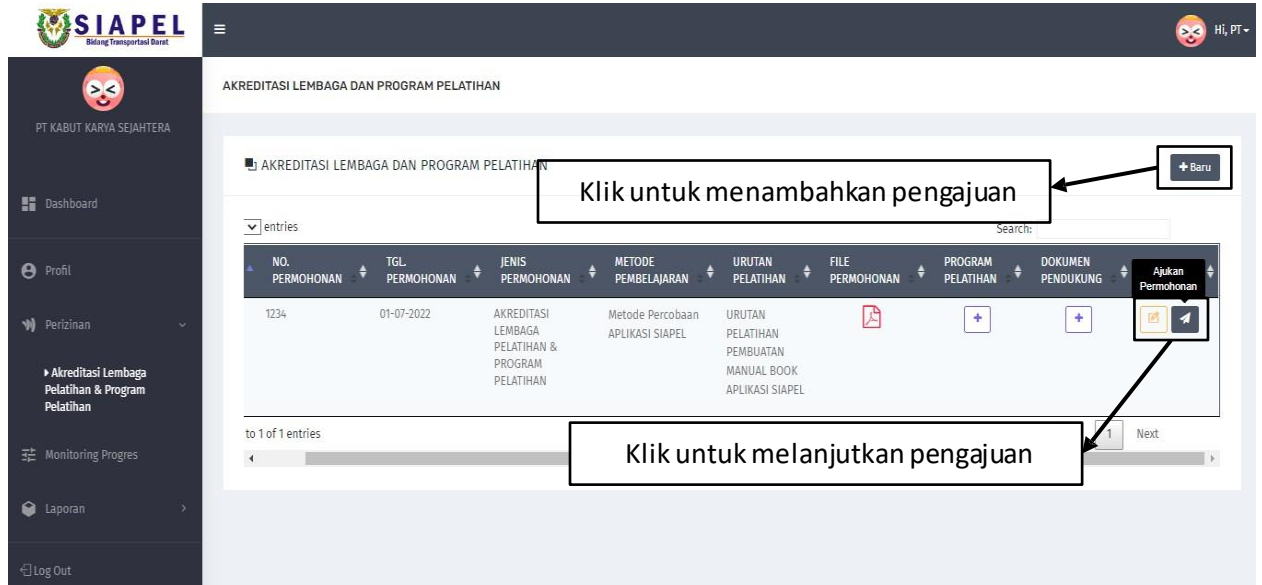 SIAPEL
Bidang Transportasi Darat
Hi, PT
PT KABUT KARYA SEJAHTERA
Dashboard
Profil
Perizinan
Akreditasi Lembaga
Pelatihan & Program
Pelatihan
Monitoring Progres
Laporan
Log Out
AKREDITASI LEMBAGA DAN PROGRAM PELATIHAN
AKREDITASI LEMBAGA DAN PROGRAM PELATIHAN
+ Baru
Klik untuk menambahkan pengajuan
entries
Search:
NO.
PERMOHONAN
TGL.
PERMOHONAN
JENIS
PERMOHONAN
METODE
PEMBELAJARAN
URUTAN
PELATIHAN
FILE
PERMOHONAN
PROGRAM
PELATIHAN
DOKUMEN
PENDUKUNG
Ajukan
Permohonan
1234
01-07-2022
AKREDITASI
LEMBAGA
PELATIHAN &
PROGRAM
PELATIHAN
Metode Percobaan
APLIKASI SIAPEL
URUTAN
PELATIHAN
PEMBUATAN
MANUAL BOOK
APLIKASI SIAPEL
+
+
to 1 of 1 entries
Klik untuk melanjutkan pengajuan
1
Next